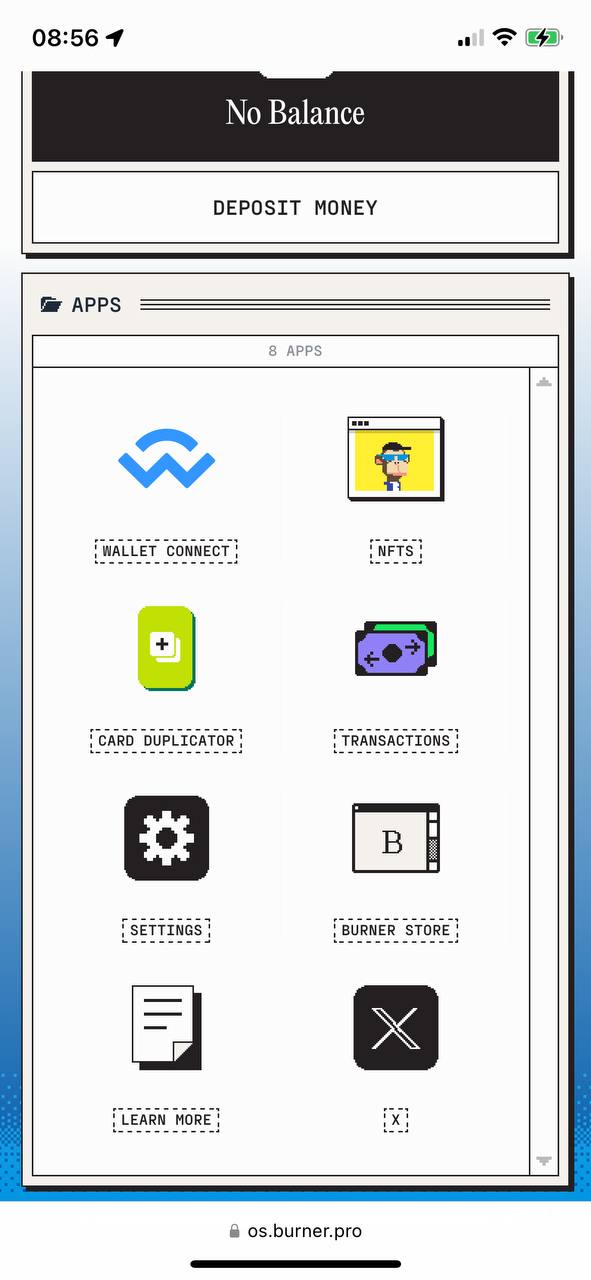 08:56
No Balance
DEPOSIT MONEY
APPS
8 APPS
WALLET CONNECT
NFTS
CARD DUPLICATOR
TRANSACTIONS
B
SETTINGS
BURNER STORE
LEARN MORE
X
os.burner.pro